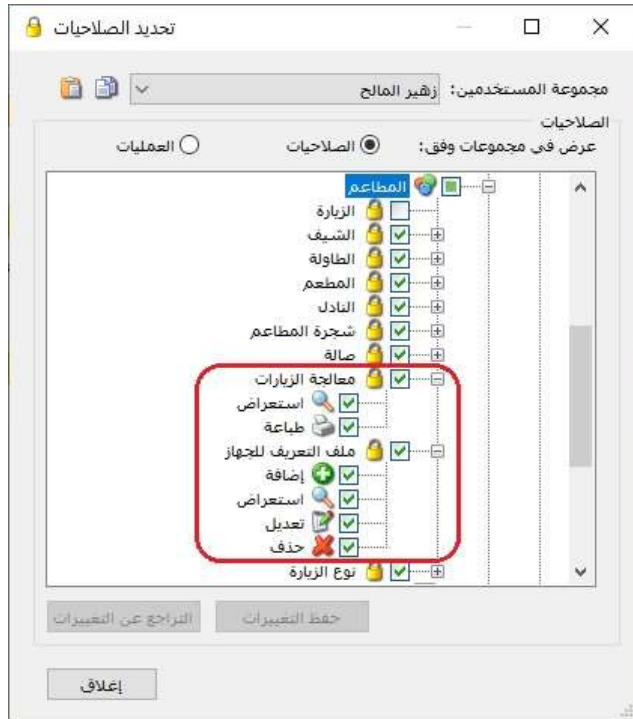 تحديد الصلاحيات
مجموعة المستخدمين: زهير المالح
الصلاحيات
عرض في مجموعات وفق: الصلاحيات العمليات
المطاعم
الزيارة
الشيف
الطاولة
المطعم
النادل
شجرة المطاعم
صالة
معالجة الزيارات
استعراض
طباعة
ملف التعريف للجهاز
إضافة
استعراض
تعديل
حذف
نوع الزيارة
حفظ التغييرات التراجع عن التغييرات
إغلاق